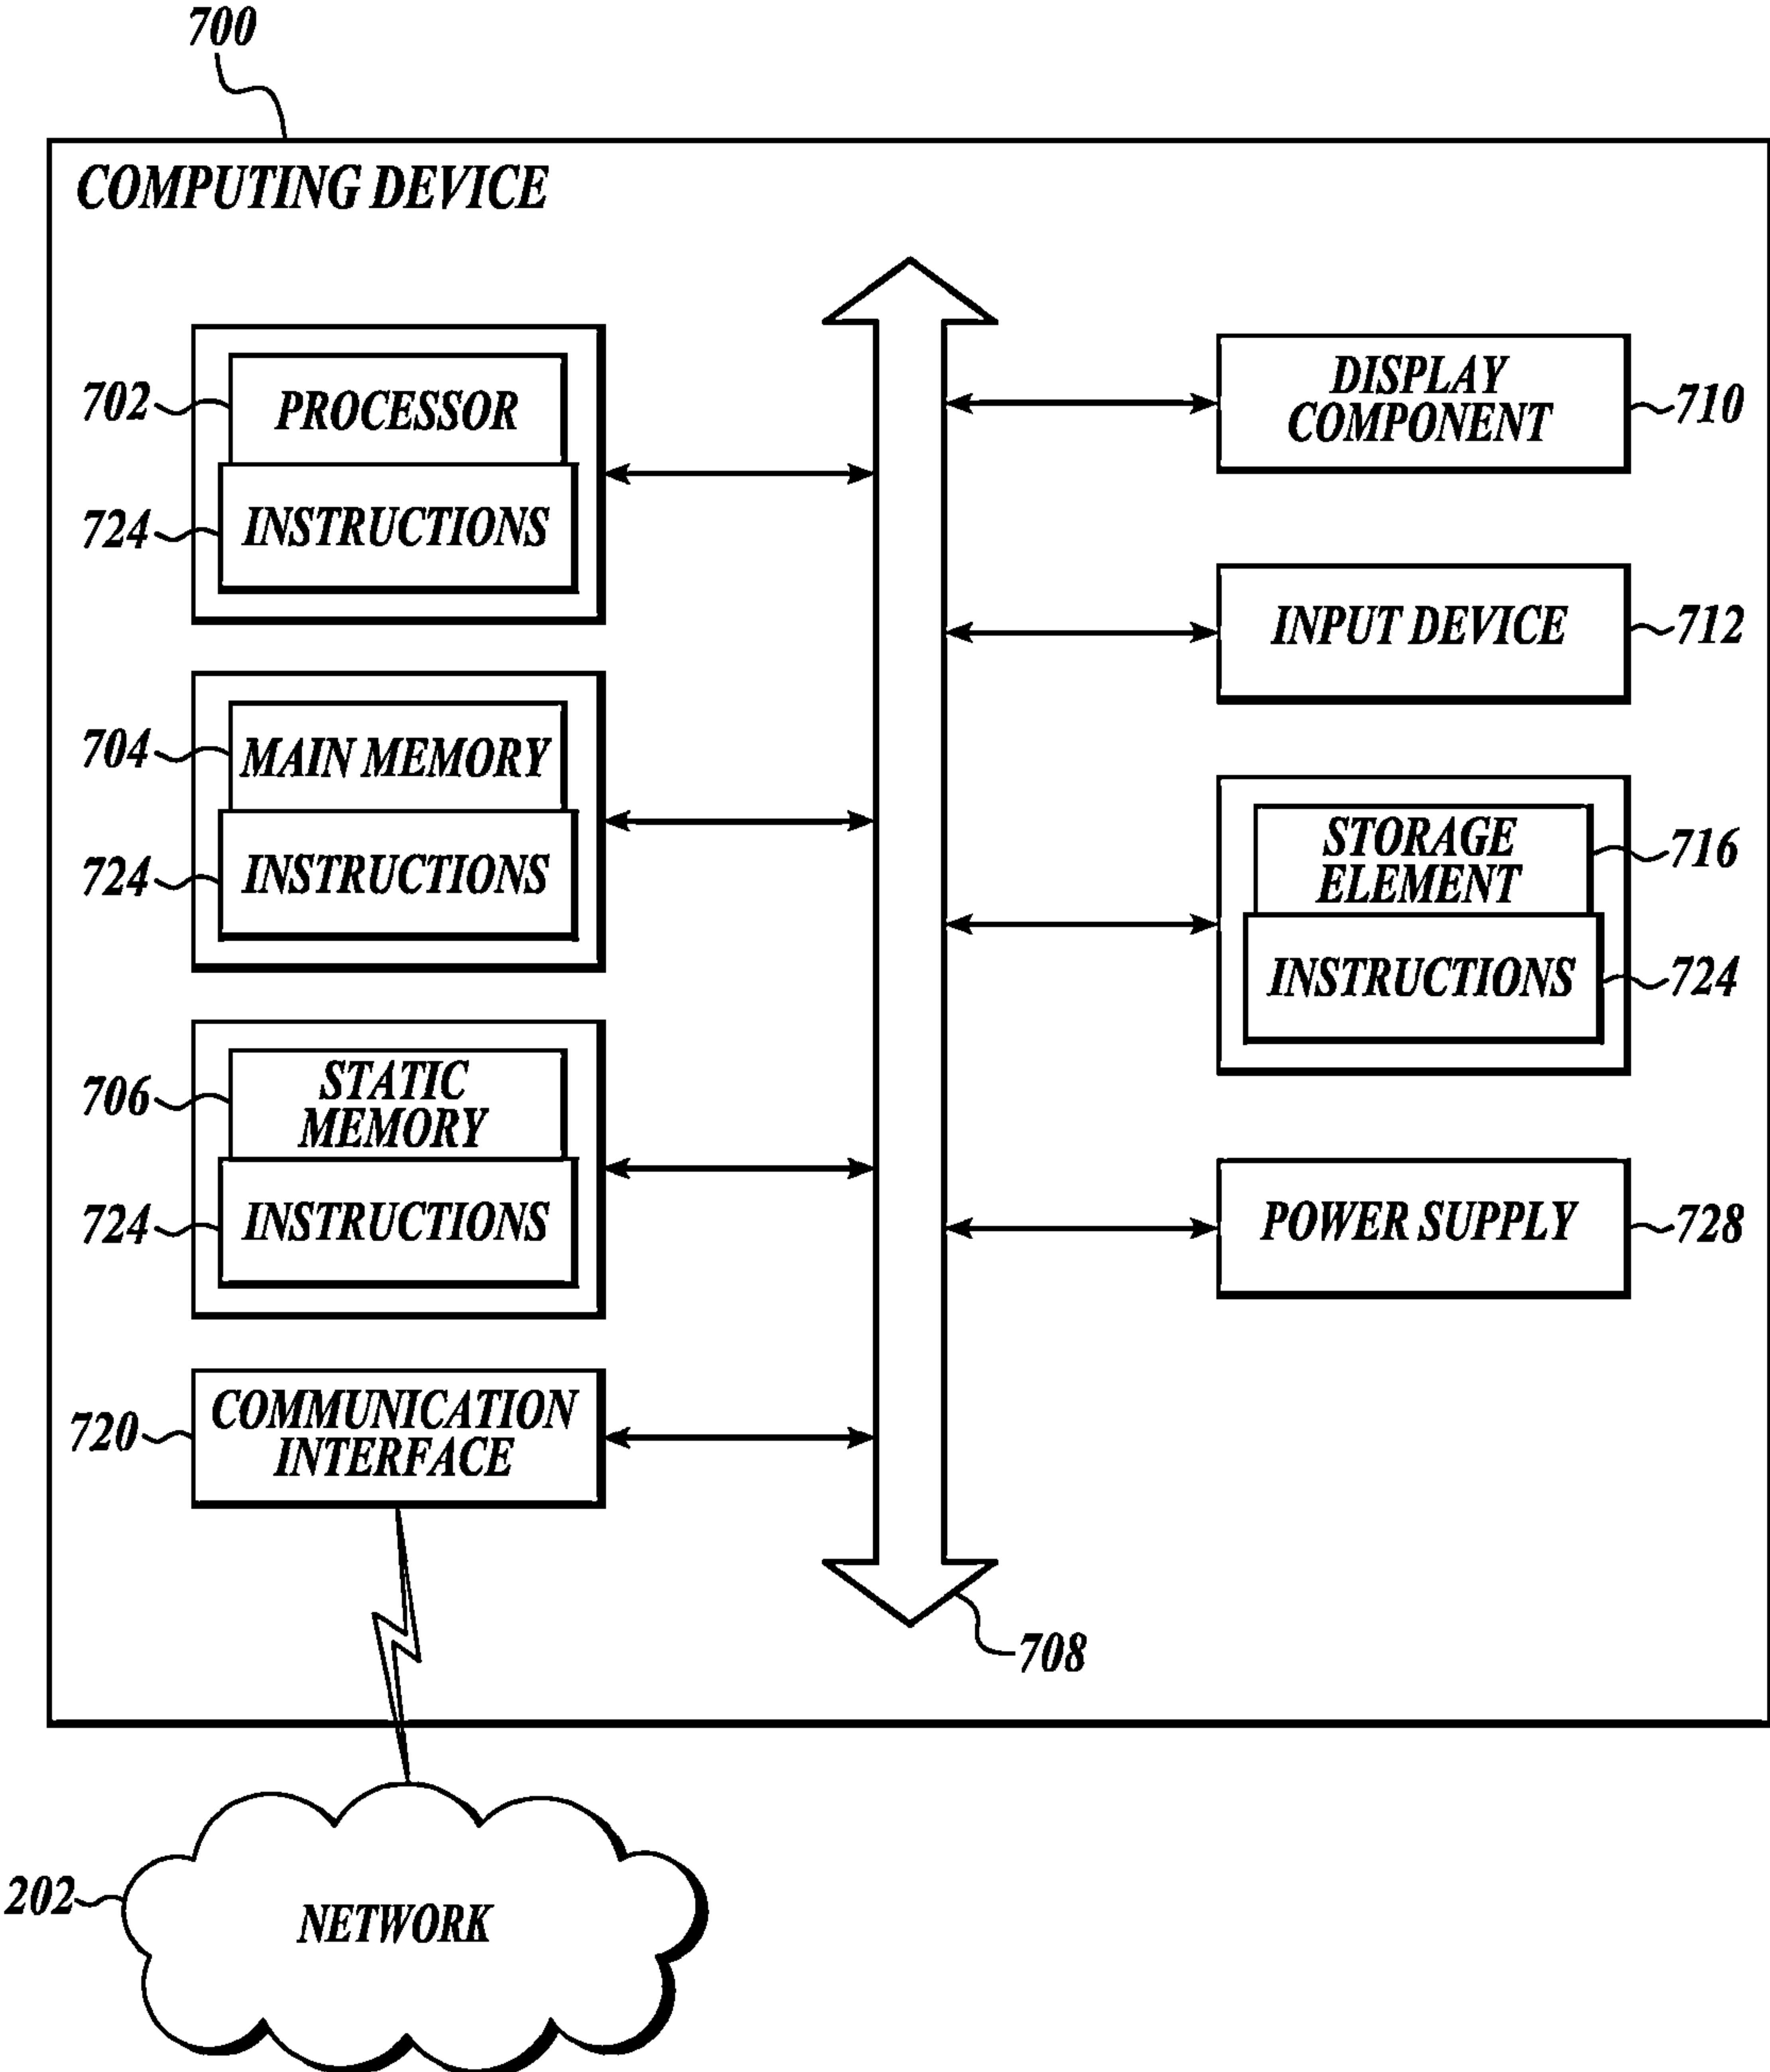 700
COMPUTING DEVICE
702
PROCESSOR
724
INSTRUCTIONS
704
MAIN MEMORY
724
INSTRUCTIONS
706
STATIC
MEMORY
724
INSTRUCTIONS
720
COMMUNICATION
INTERFACE
DISPLAY
COMPONENT
710
INPUT DEVICE
712
STORAGE
ELEMENT
716
INSTRUCTIONS
724
POWER SUPPLY
728
708
202
NETWORK